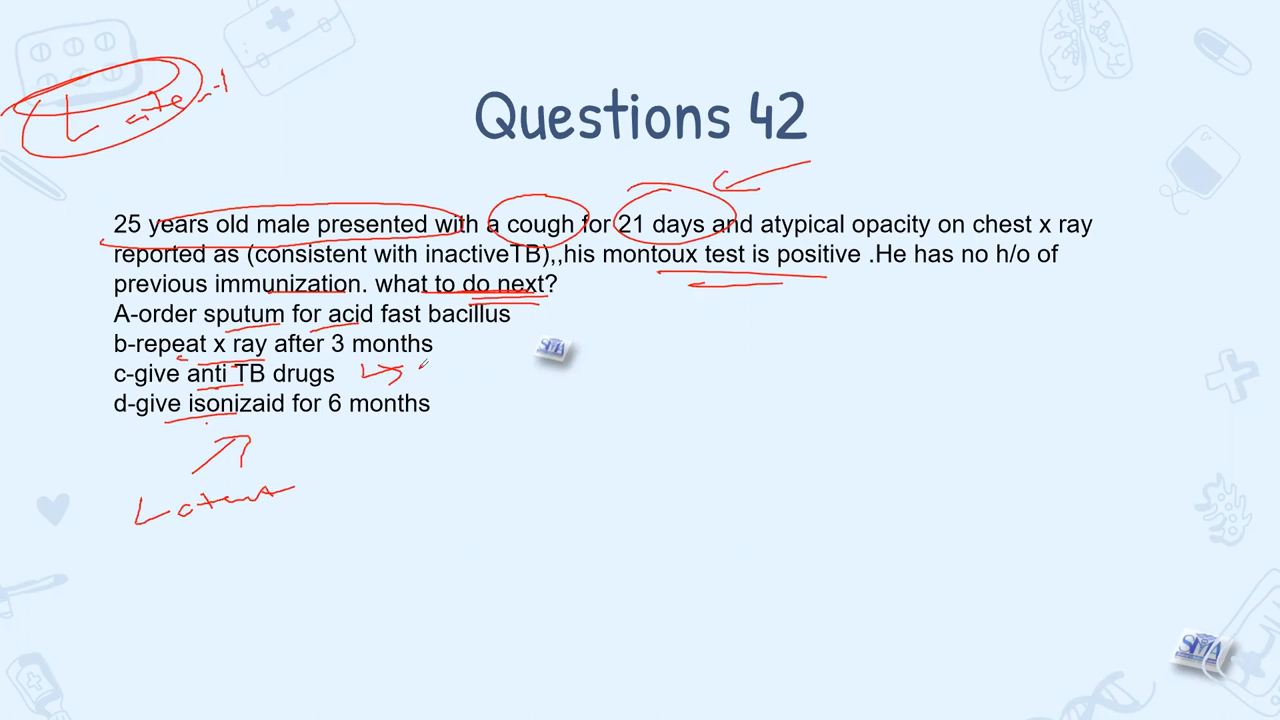 Latent
Questions 42
25 years old male presented with a cough for 21 days and atypical opacity on chest x ray
reported as (consistent with inactiveTB),,his montoux test is positive .He has no h/o of
previous immunization. what to do next?
A-order sputum for acid fast bacillus
b-repeat x ray after 3 months
c-give anti TB drugs
d-give isonizaid for 6 months
Latent
SMA
SMA